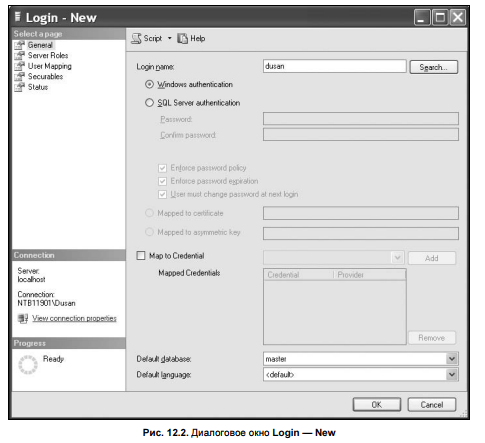 Login - New
Select a page
General
Server Roles
User Mapping
Securables
Status
Script
Help
Login name:
dusan
Search...
Windows authentication
SQL Server authentication
Password:
Confirm password:
Enforce password policy
Enforce password expiration
User must change password at next login
Mapped to certificate
Mapped to asymmetric key
Map to Credential
Add
Mapped Credentials
Credential Provider
Remove
Default database:
master
Default language:
<default>
Connection
Server:
localhost
Connection:
NTB11901\Dusan
View connection properties
Progress
Ready
OK
Cancel
Рис. 12.2. Диалоговое окно Login — New